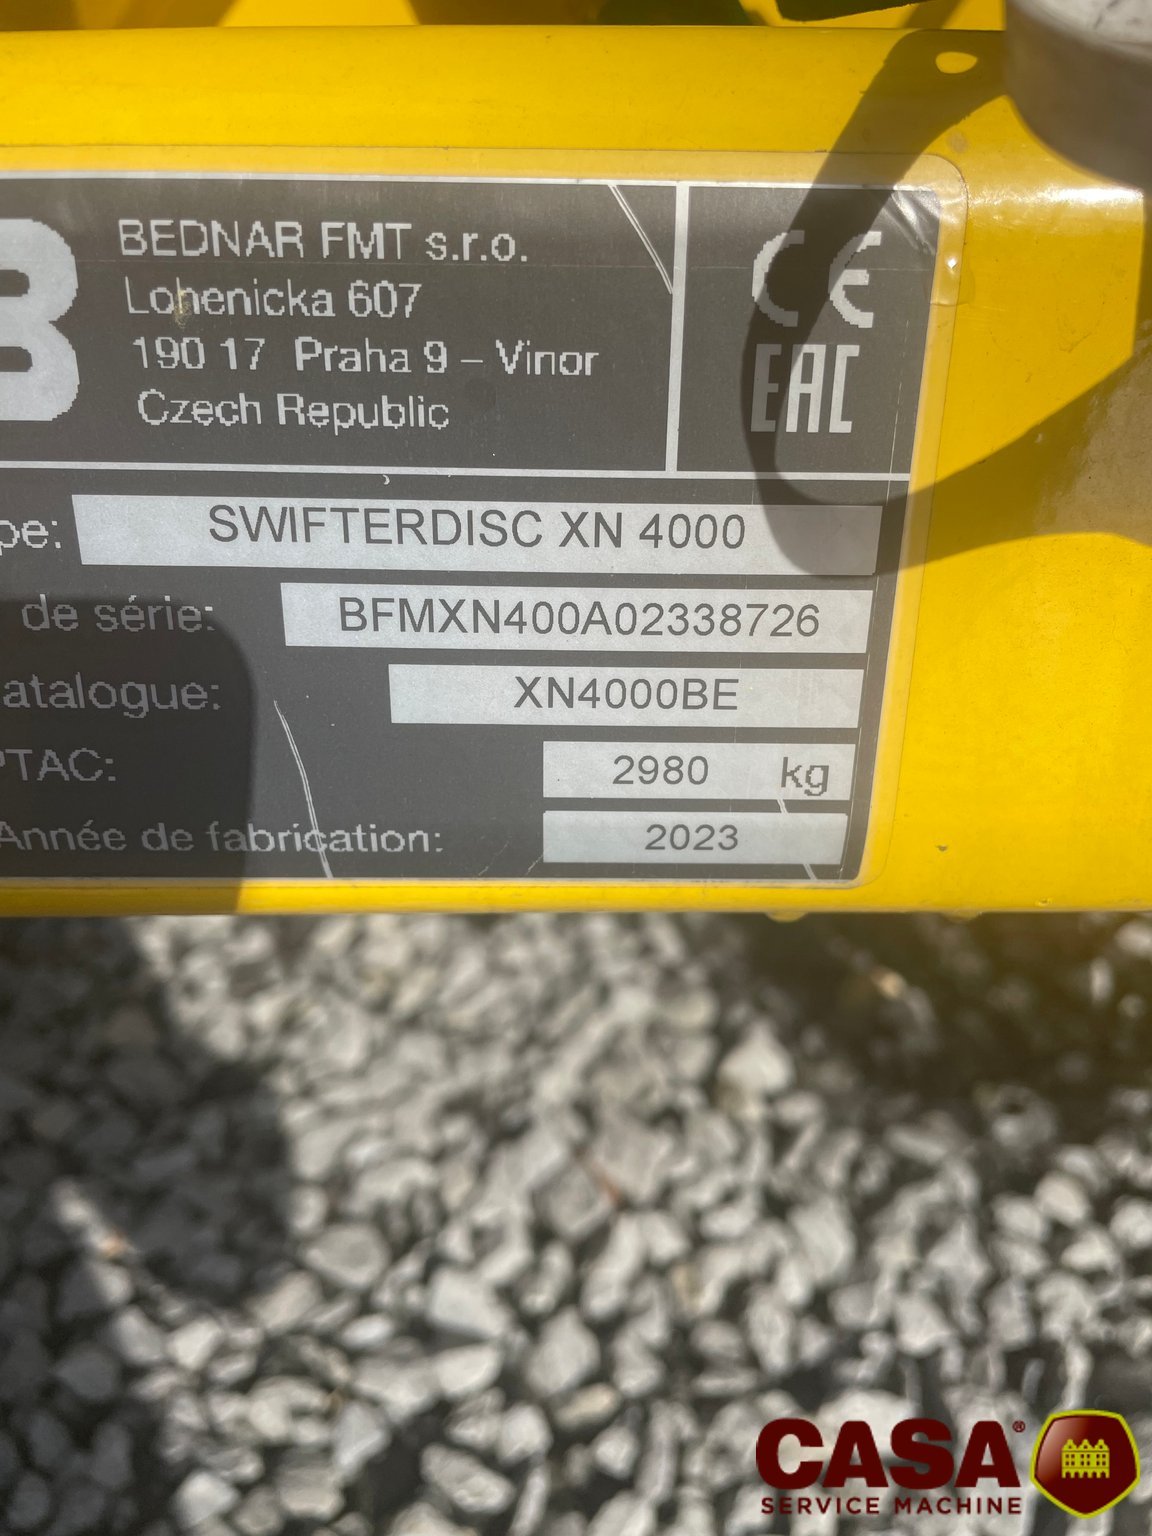 B
BEDNAR FMT s.r.o.
Lohenicka 607
190 17 Praha 9 – Vinor
Czech Republic
CE
EAC
pe: SWIFTERDISC XN 4000
de série: BFMXN400A02338726
atalogue: XN4000BE
PTAC: 2980 kg
Année de fabrication: 2023
CASA®
SERVICE MACHINE